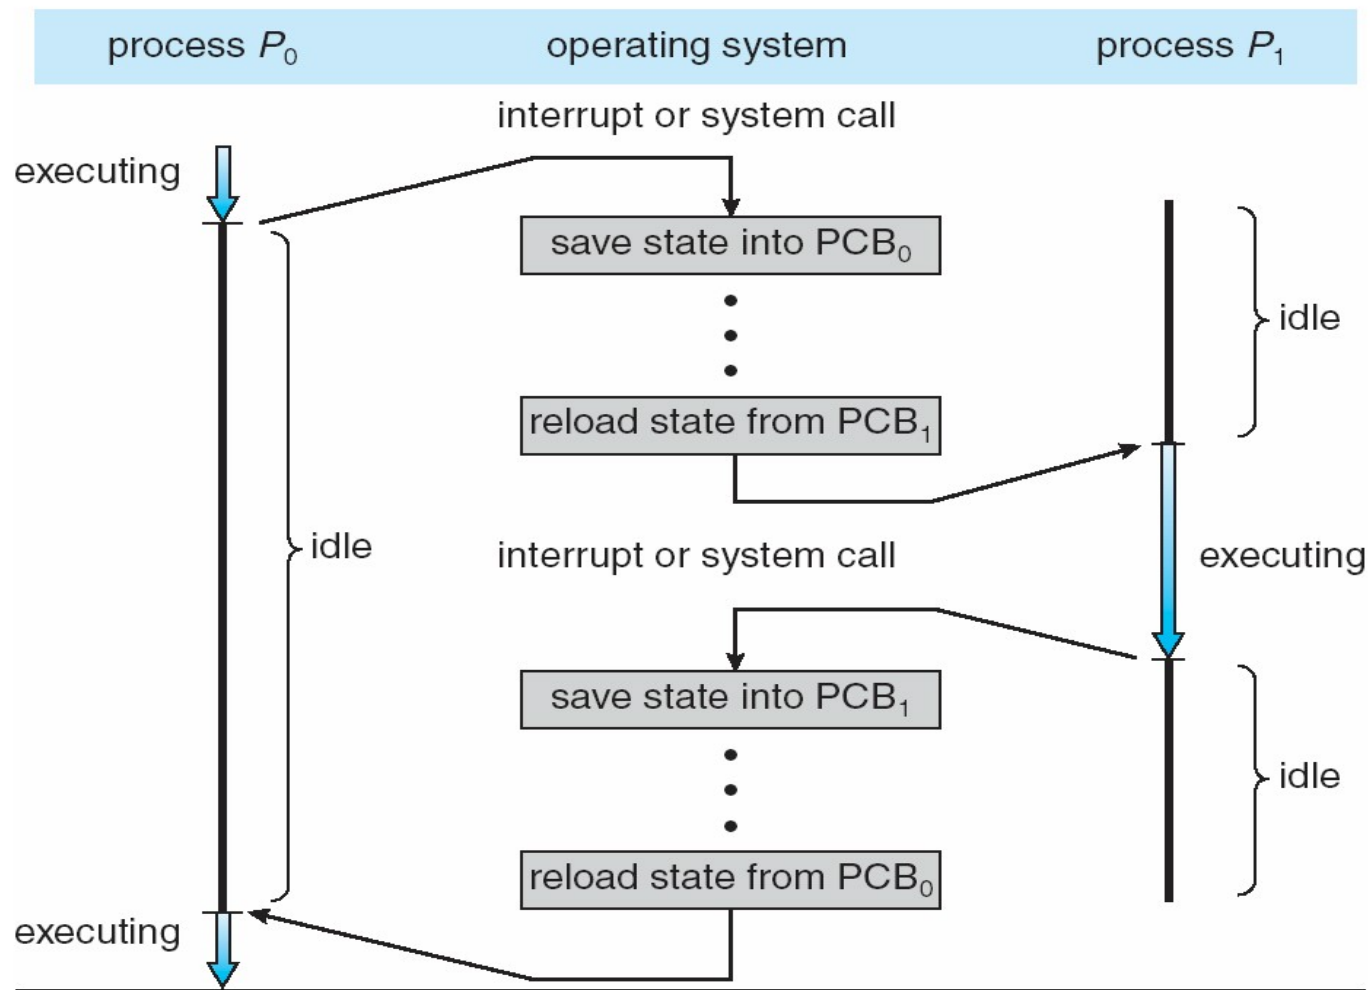 process P₀ operating system process P₁
interrupt or system call
executing
save state into PCB₀
idle
reload state from PCB₁
idle
interrupt or system call
executing
save state into PCB₁
idle
reload state from PCB₀
executing